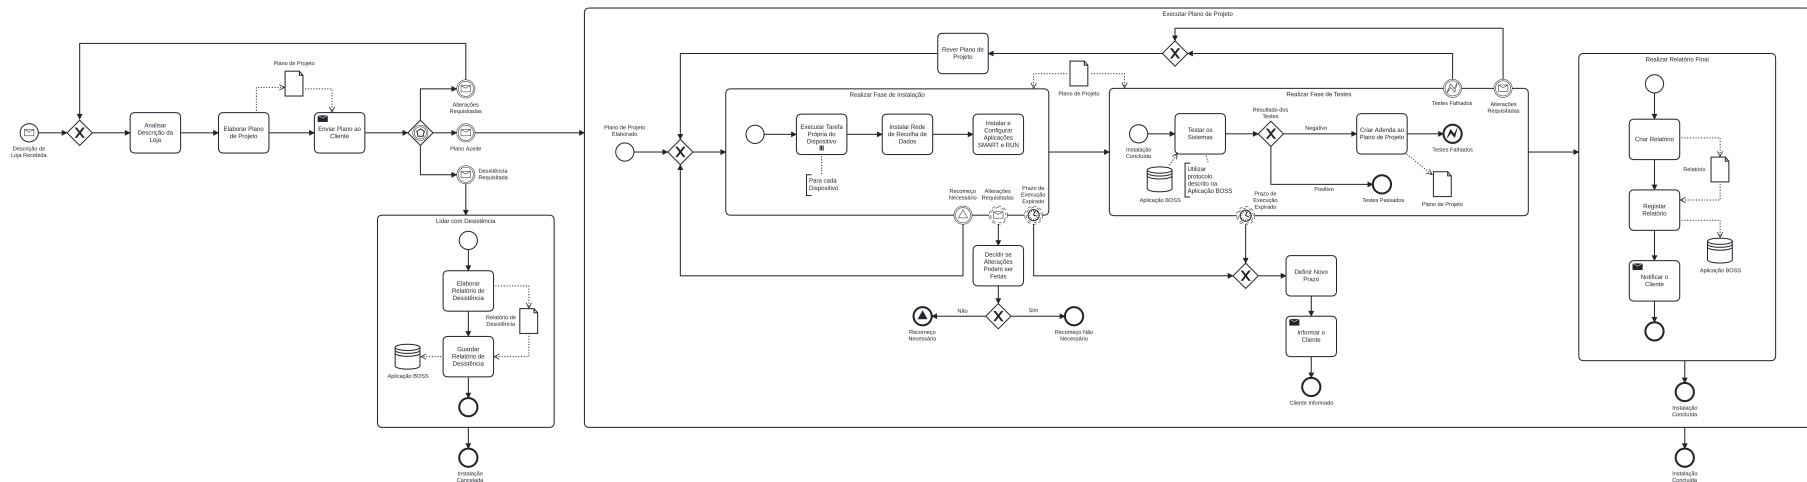 Executar Plano de Projeto
Descrição de
Loja Recebida
Analisar
Descrição da
Loja
Elaborar Plano
de Projeto
Plano de Projeto
Enviar Plano ao
Cliente
Alterações
Requisitadas
Plano Aceite
Desistência
Requisitada
Lidar com Desistência
Elaborar
Relatório de
Desistência
Relatório de
Desistência
Guardar
Relatório de
Desistência
Aplicação BOSS
Instalação
Cancelada
Plano de Projeto
Elaborado
Rever Plano de
Projeto
Realizar Fase de Instalação
Executar Tarefa
Própria do
Dispositivo
Para cada
Dispositivo
Instalar Rede
de Recolha de
Dados
Instalar e
Configurar
Aplicações
SMART e RUN
Recomeço
Necessário
Alterações
Requisitadas
Prazo de
Execução
Expirado
Decidir se
Alterações
Podem ser
Feitas
Não
Sim
Recomeço
Necessário
Recomeço Não
Necessário
Plano de Projeto
Realizar Fase de Testes
Instalação
Concluída
Testar os
Sistemas
Aplicação BOSS
Utilizar
protocolo
descrito na
Aplicação BOSS
Resultado dos
Testes
Negativo
Positivo
Criar Adenda ao
Plano de Projeto
Testes Falhados
Testes Passados
Plano de Projeto
Testes Falhados
Alterações
Requisitadas
Prazo de
Execução
Expirado
Definir Novo
Prazo
Informar o
Cliente
Cliente Informado
Realizar Relatório FInal
Criar Relatório
Relatório
Registar
Relatório
Aplicação BOSS
Notificar o
Cliente
Instalação
Concluída
Instalação
Concluída